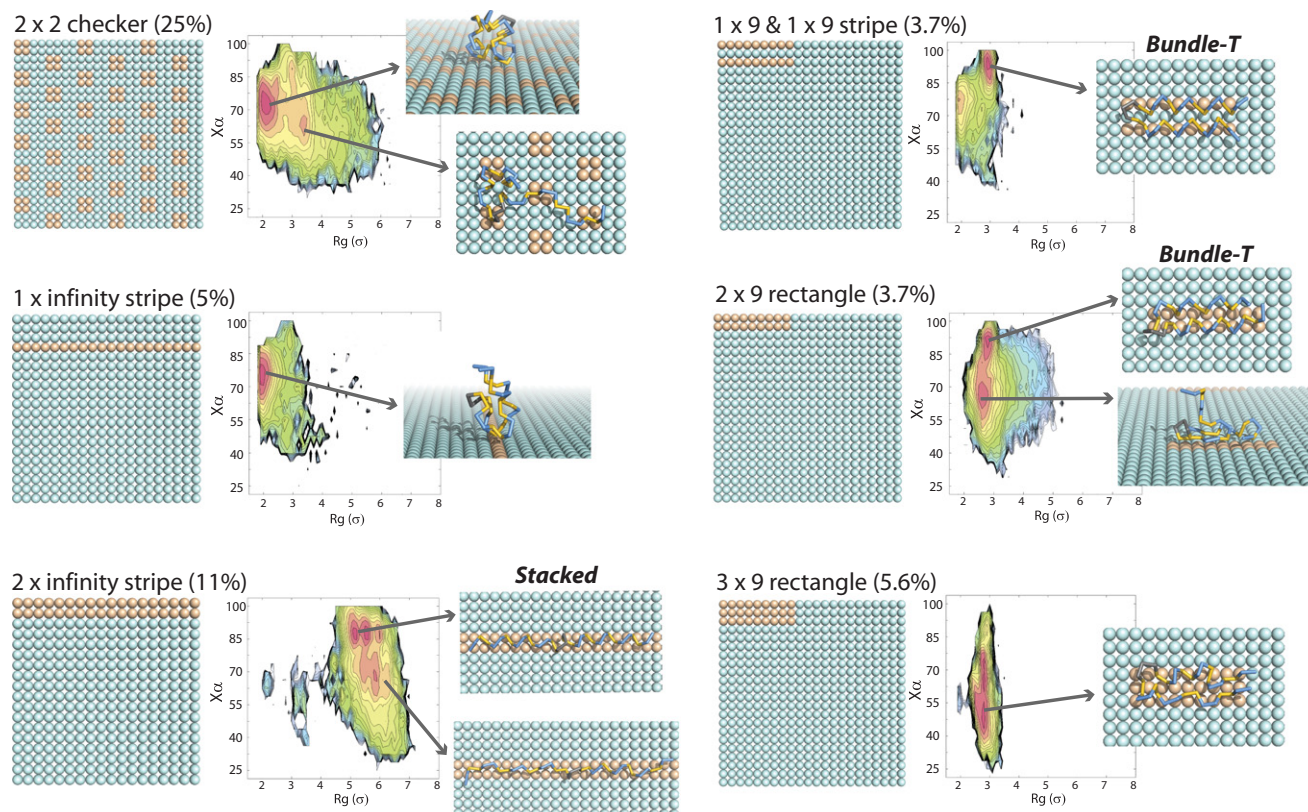 2 x 2 checker (25%)
100
85
70
55
40
25
Xα
2 3 4 5 6 7 8
Rg (σ)
1 x 9 & 1 x 9 stripe (3.7%)
100
85
70
55
40
25
Xα
2 3 4 5 6 7 8
Rg (σ)
Bundle-T
1 x infinity stripe (5%)
100
85
70
55
40
25
Xα
2 3 4 5 6 7 8
Rg (σ)
2 x 9 rectangle (3.7%)
100
85
70
55
40
25
Xα
2 3 4 5 6 7 8
Rg (σ)
Bundle-T
2 x infinity stripe (11%)
100
85
70
55
40
25
Xα
2 3 4 5 6 7 8
Rg (σ)
Stacked
3 x 9 rectangle (5.6%)
100
85
70
55
40
25
Xα
2 3 4 5 6 7 8
Rg (σ)